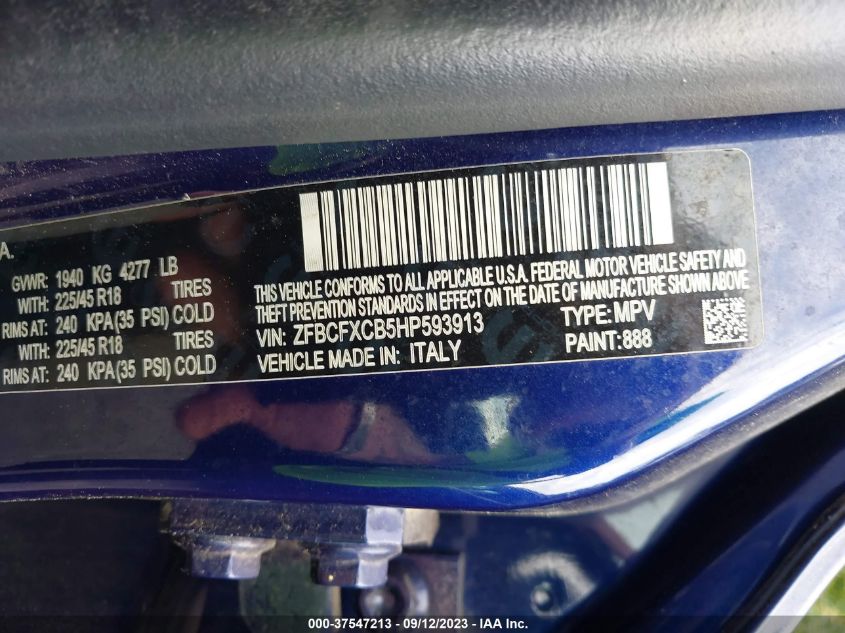 A.
GVWR: 1940 KG 4277 LB
WITH: 225/45 R18 TIRES
RIMS AT: 240 KPA(35 PSI) COLD
WITH: 225/45 R18 TIRES
RIMS AT: 240 KPA(35 PSI) COLD
THIS VEHICLE CONFORMS TO ALL APPLICABLE U.S.A. FEDERAL MOTOR VEHICLE SAFETY AND
THEFT PREVENTION STANDARDS IN EFFECT ON THE DATE OF MANUFACTURE SHOWN ABOVE
VIN: ZFBCFXCB5HP593913 TYPE: MPV
VEHICLE MADE IN: ITALY PAINT:888
000-37547213 - 09/12/2023 - IAA Inc.